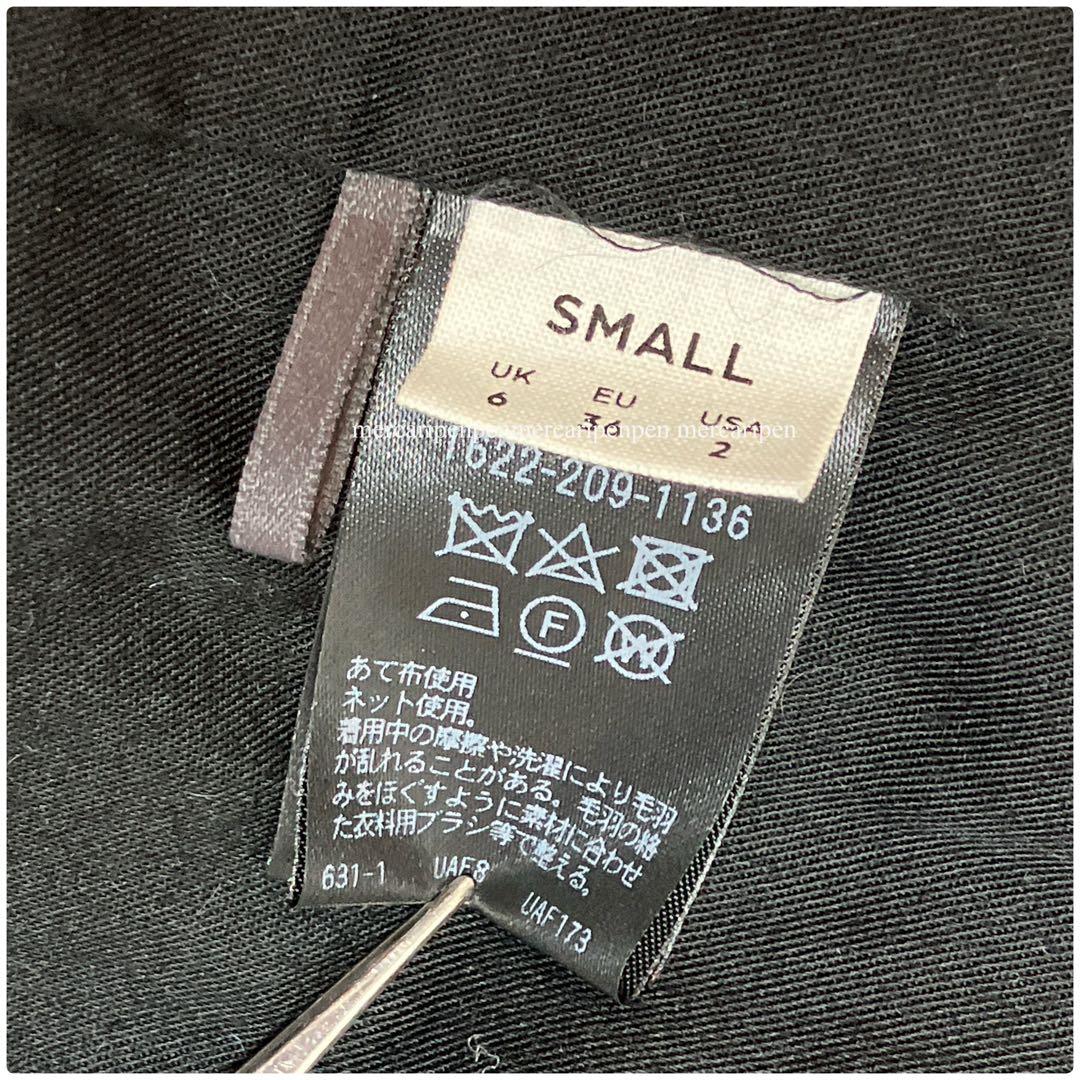 SMALL
UK EU USA
6 36 2
mercaripenpenmercaripenpen mercaripen
1622-209-1136
F W
あて布使用
ネット使用。
着用中の摩擦や洗濯により毛羽
が乱れることがある。毛羽の絡
みをほぐすように素材に合わせ
た衣料用ブラシ等で整える。
631-1 UAF8
UAF173